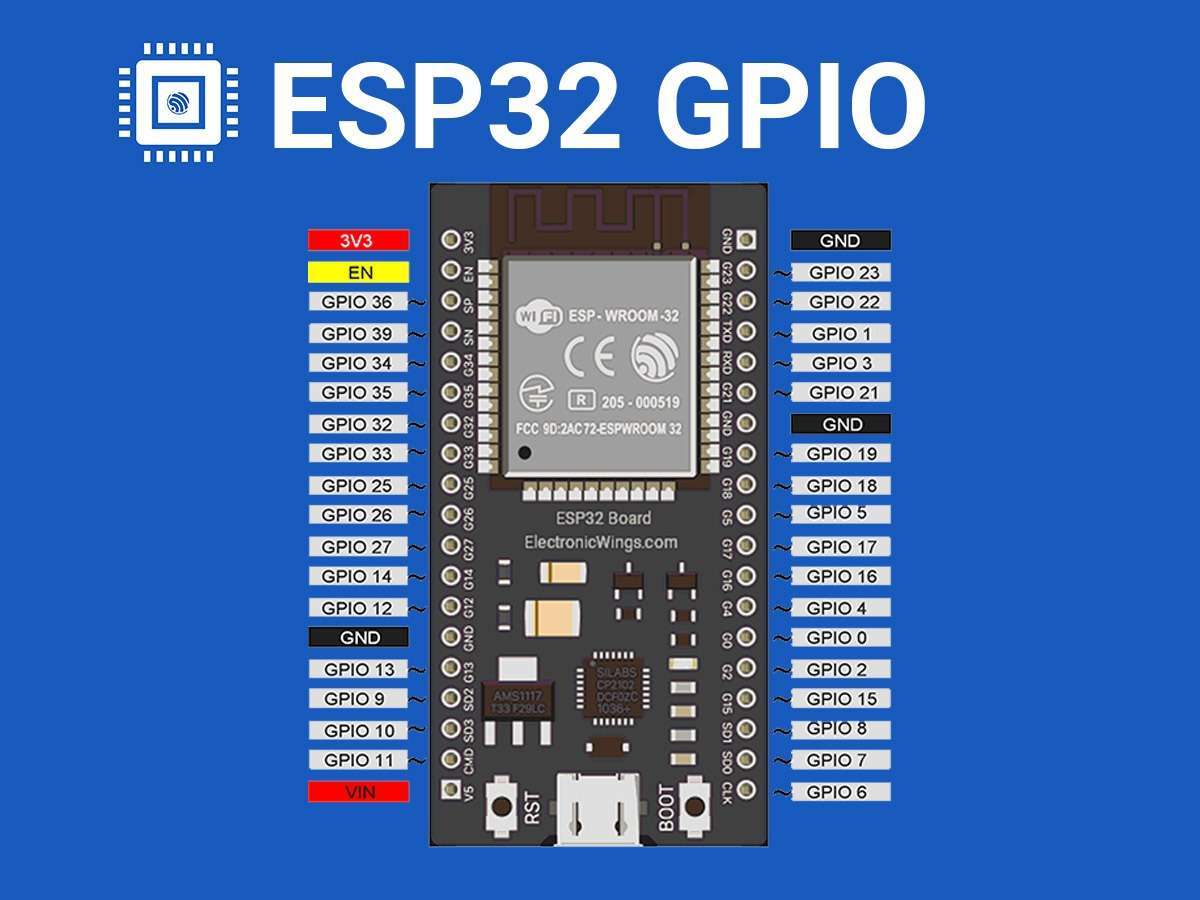 ESP32 GPIO
3V3
EN
GPIO 36
GPIO 39
GPIO 34
GPIO 35
GPIO 32
GPIO 33
GPIO 25
GPIO 26
GPIO 27
GPIO 14
GPIO 12
GND
GPIO 13
GPIO 9
GPIO 10
GPIO 11
VIN
3V3
EN
SP
SN
G34
G35
G32
G33
G25
G26
G27
G14
G12
GND
G13
SD2
SD3
CMD
V5
WiFi ESP - WROOM -32
CE
R 205 - 000519
FCC 9D:2AC72-ESPWROOM 32
ESP32 Board
ElectronicWings.com
AMS1117
T33 F29LC
SILABS
CP2102
DCF02C
1036+
RST
BOOT
GND
G23
G22
TXD
RXD
G21
GND
G19
G18
G5
G17
G16
G4
G0
G2
G15
SD1
SD0
CLK
GND
GPIO 23
GPIO 22
GPIO 1
GPIO 3
GPIO 21
GND
GPIO 19
GPIO 18
GPIO 5
GPIO 17
GPIO 16
GPIO 4
GPIO 0
GPIO 2
GPIO 15
GPIO 8
GPIO 7
GPIO 6